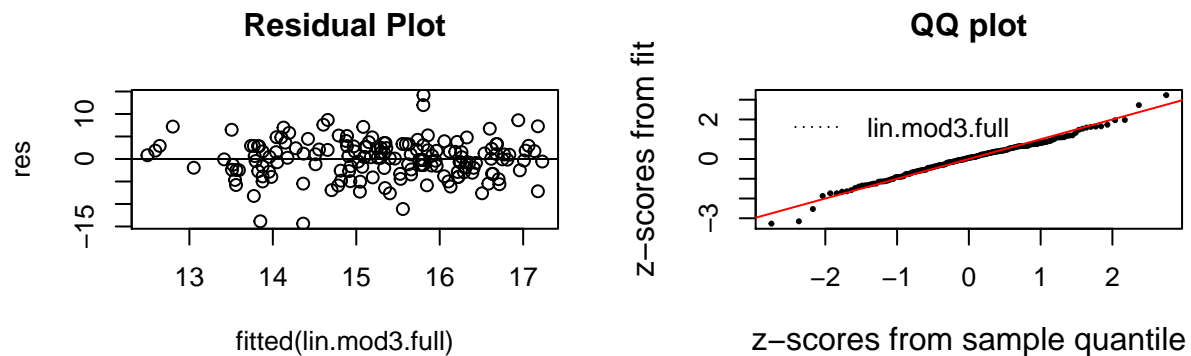 Residual Plot
res
10
0
−15
13 14 15 16 17
fitted(lin.mod3.full)
QQ plot
z−scores from fit
2
0
−3
lin.mod3.full
−2 −1 0 1 2
z−scores from sample quantile